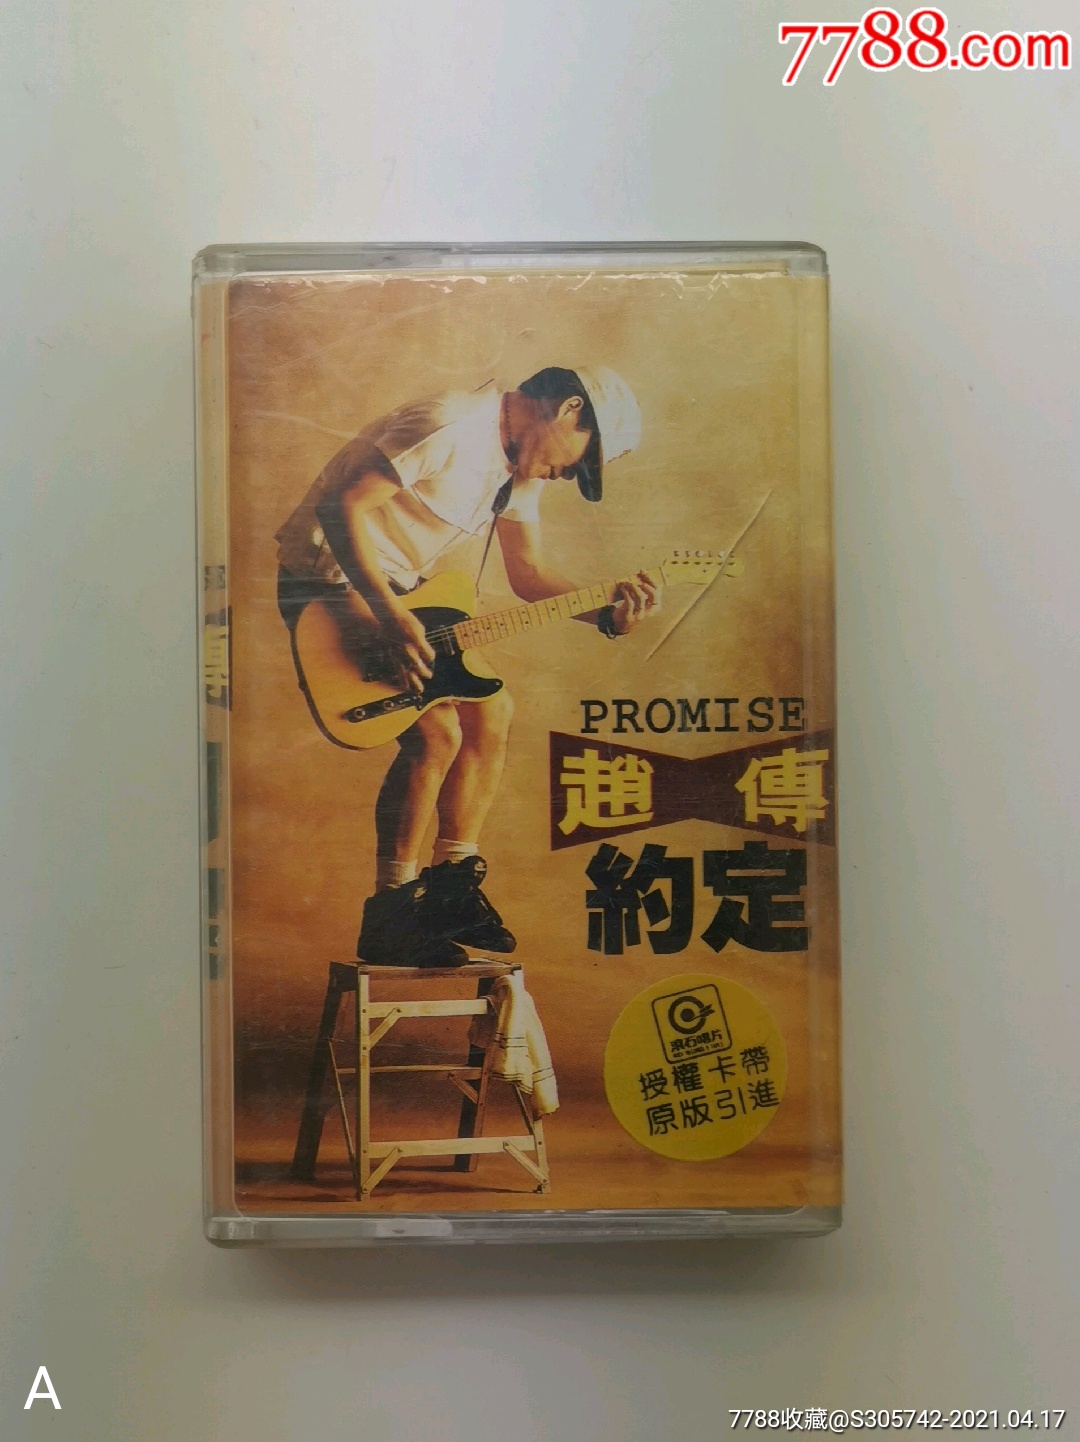 7788.com
PROMISE
趙 傳
約定
滾石唱片
授權卡帶
原版引進
傳
A
7788收藏@S305742-2021.04.17